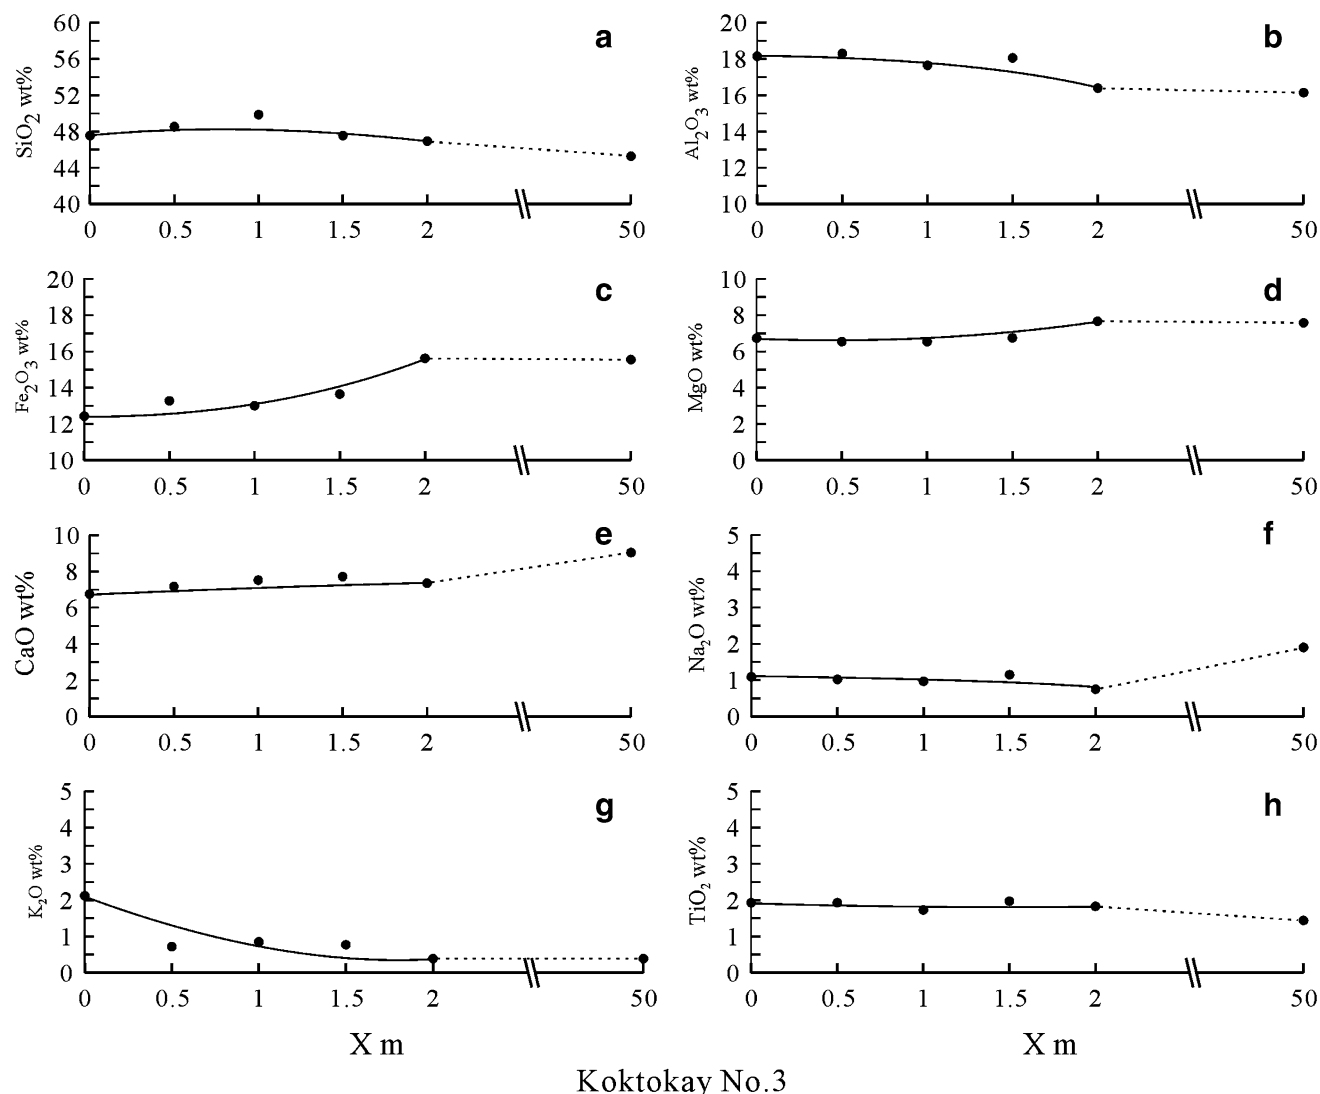 a
SiO2 wt%
60
56
52
48
44
40
0 0.5 1 1.5 2 50
b
Al2O3 wt%
20
18
16
14
12
10
0 0.5 1 1.5 2 50
c
Fe2O3 wt%
20
18
16
14
12
10
0 0.5 1 1.5 2 50
d
MgO wt%
10
8
6
4
2
0
0 0.5 1 1.5 2 50
e
CaO wt%
10
8
6
4
2
0
0 0.5 1 1.5 2 50
f
Na2O wt%
5
4
3
2
1
0
0 0.5 1 1.5 2 50
g
K2O wt%
5
4
3
2
1
0
0 0.5 1 1.5 2 50
X m
h
TiO2 wt%
5
4
3
2
1
0
0 0.5 1 1.5 2 50
X m
Koktokay No.3